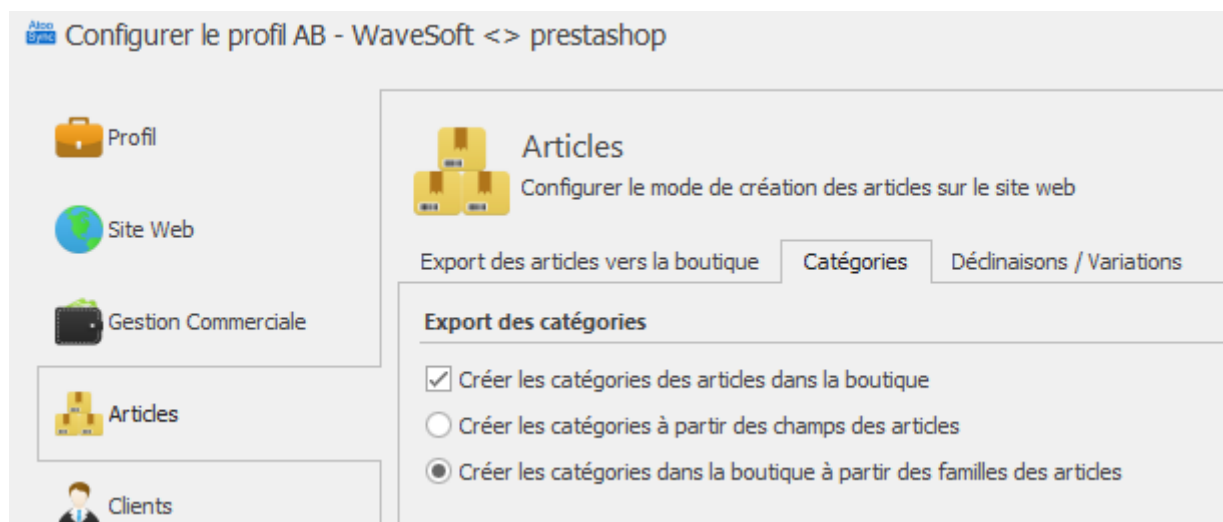 Atoo
Sync
Configurer le profil AB - WaveSoft <> prestashop
Profil
Site Web
Gestion Commerciale
Articles
Clients
Articles
Configurer le mode de création des articles sur le site web
Export des articles vers la boutique
Catégories
Déclinaisons / Variations
Export des catégories
Créer les catégories des articles dans la boutique
Créer les catégories à partir des champs des articles
Créer les catégories dans la boutique à partir des familles des articles